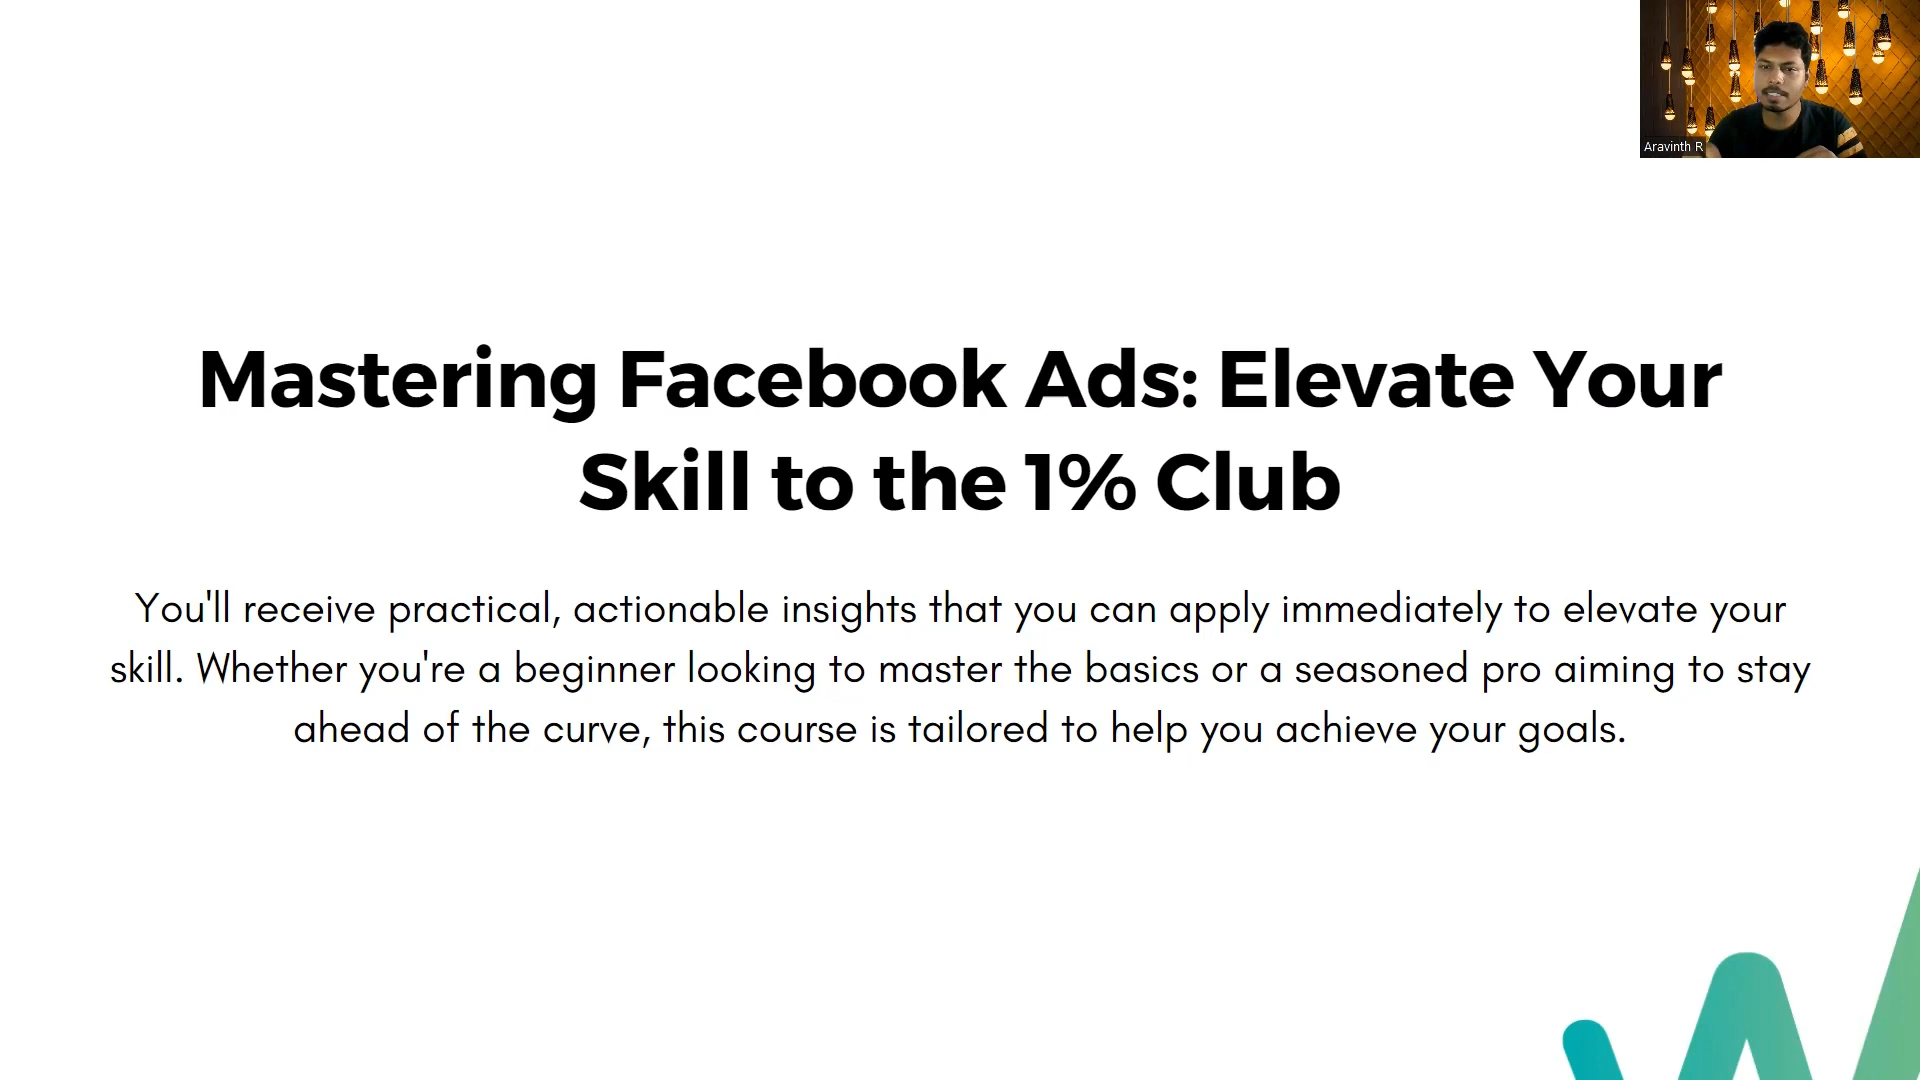 Aravinth R
Mastering Facebook Ads: Elevate Your
Skill to the 1% Club
You'll receive practical, actionable insights that you can apply immediately to elevate your
skill. Whether you're a beginner looking to master the basics or a seasoned pro aiming to stay
ahead of the curve, this course is tailored to help you achieve your goals.